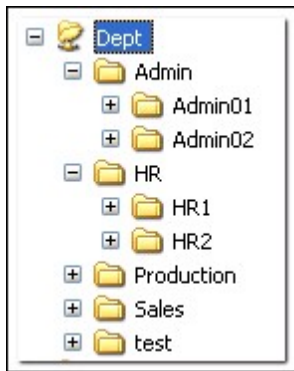 Dept
Admin
Admin01
Admin02
HR
HR1
HR2
Production
Sales
test